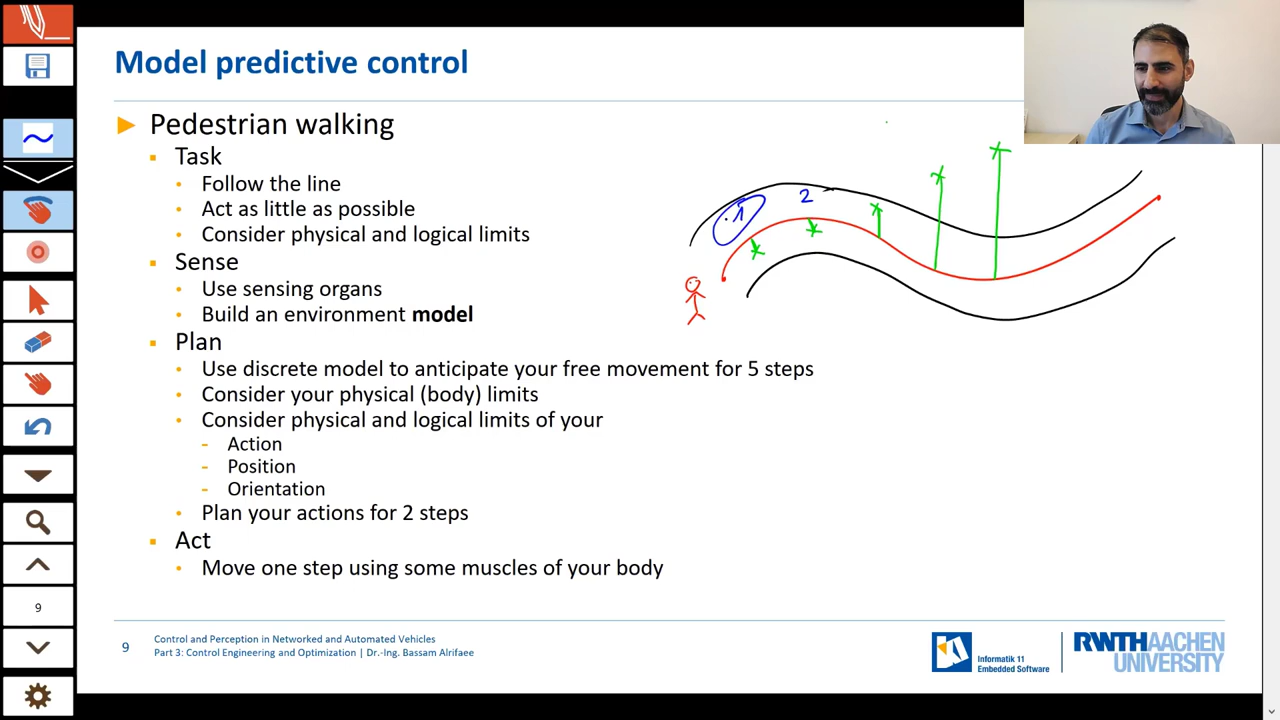 Model predictive control
Pedestrian walking
Task
Follow the line
Act as little as possible
Consider physical and logical limits
Sense
Use sensing organs
Build an environment model
Plan
Use discrete model to anticipate your free movement for 5 steps
Consider your physical (body) limits
Consider physical and logical limits of your
Action
Position
Orientation
Plan your actions for 2 steps
Act
Move one step using some muscles of your body
1
2
9
9
Control and Perception in Networked and Automated Vehicles
Part 3: Control Engineering and Optimization | Dr.-Ing. Bassam Alrifaee
Informatik 11
Embedded Software
RWTHAACHEN
UNIVERSITY